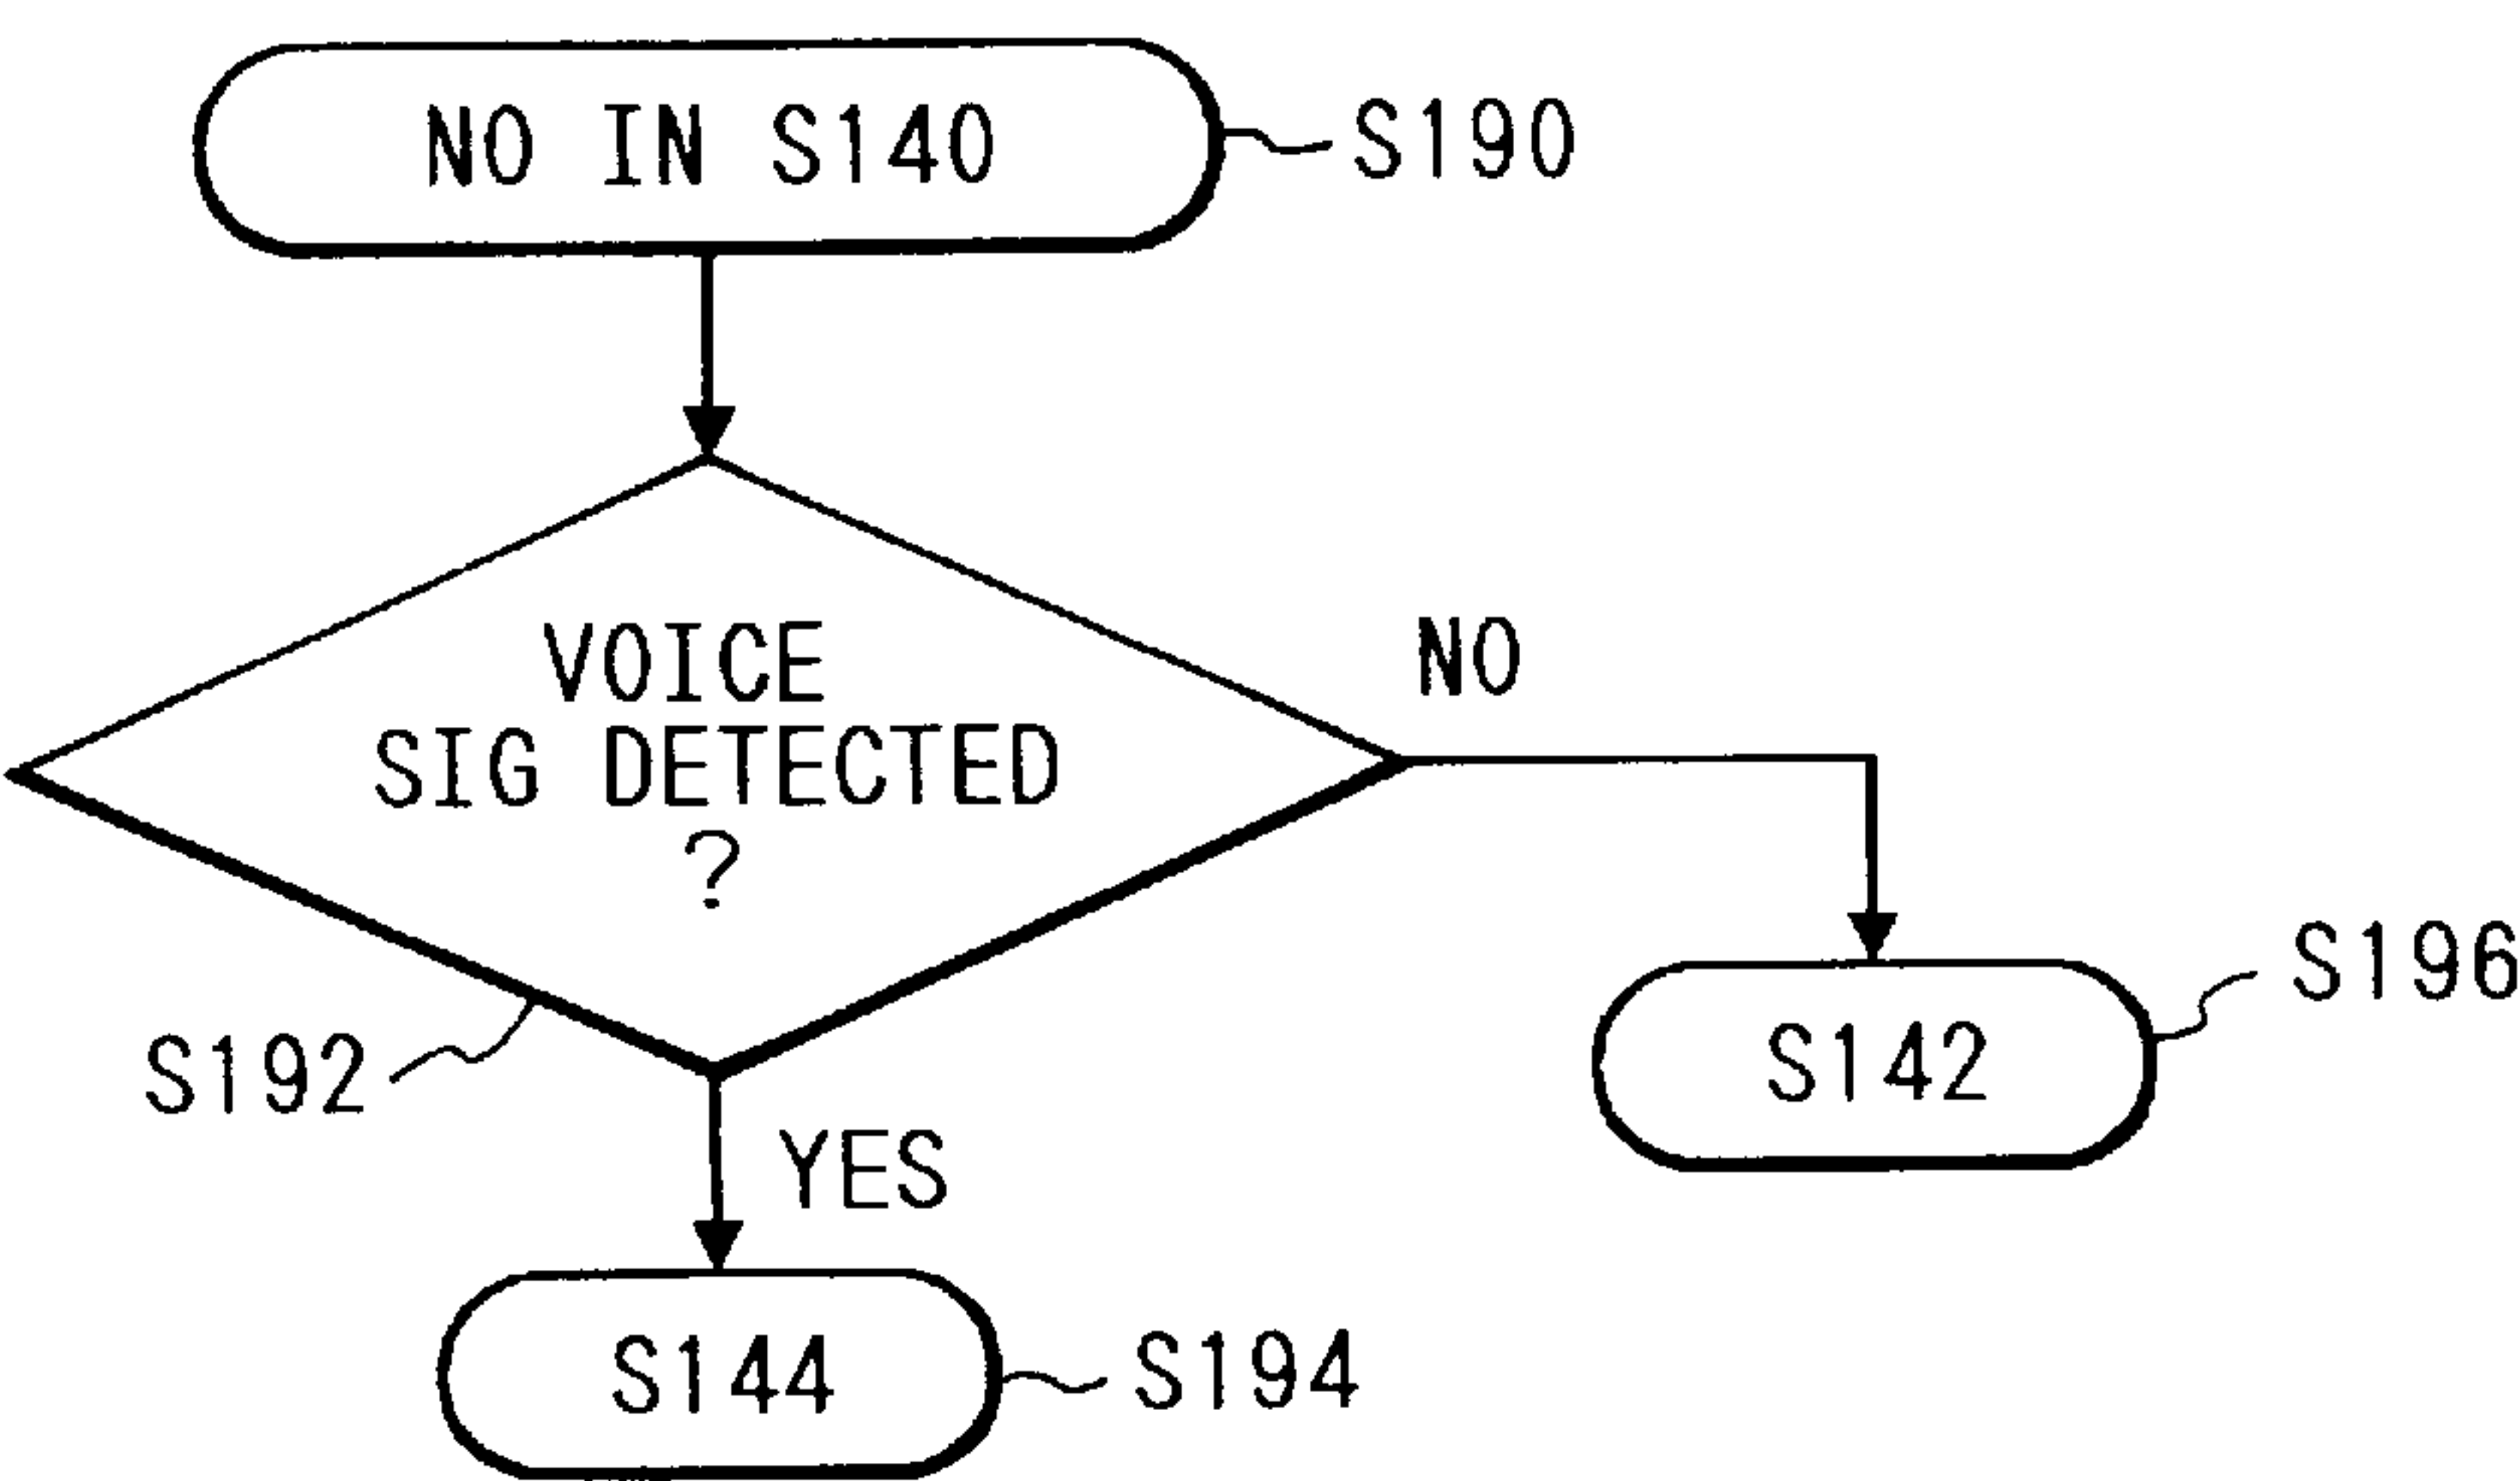 NO IN S140
S190
VOICE
SIG DETECTED
?
NO
S192
YES
S142
S196
S144
S194